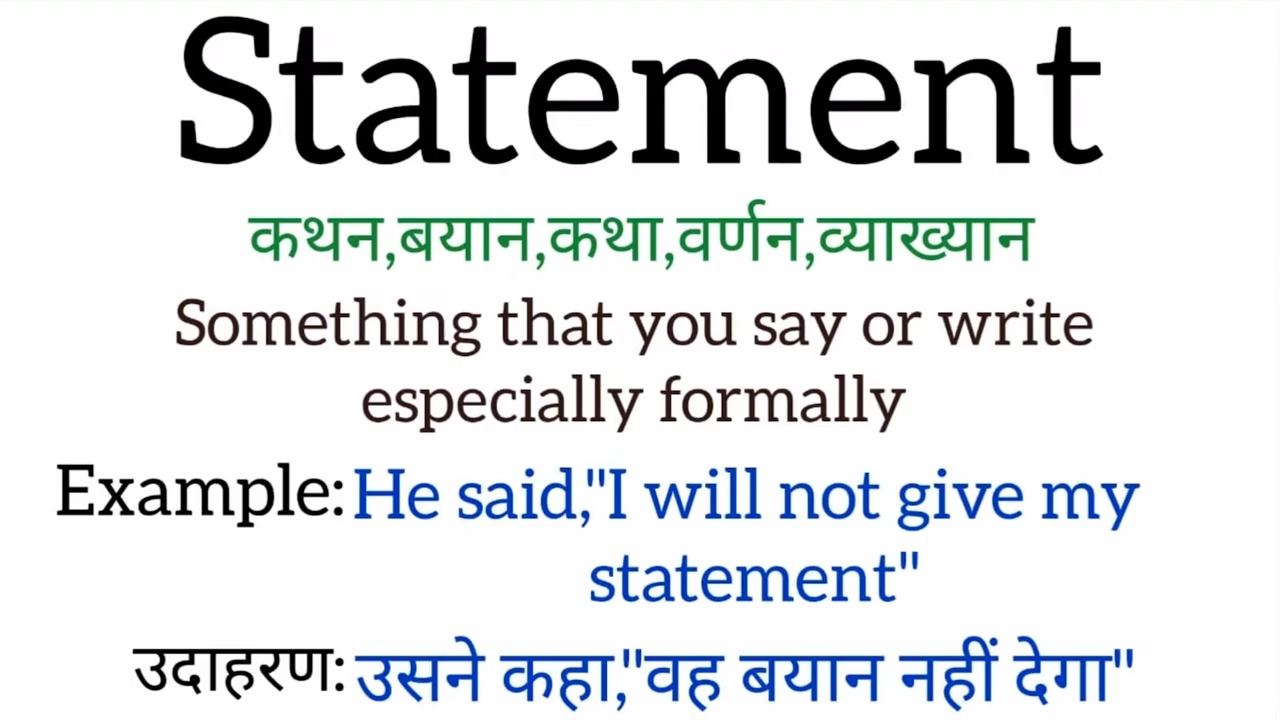 Statement
कथन,बयान,कथा,वर्णन,व्याख्यान
Something that you say or write
especially formally
Example: He said,"I will not give my
statement"
उदाहरण: उसने कहा,"वह बयान नहीं देगा"